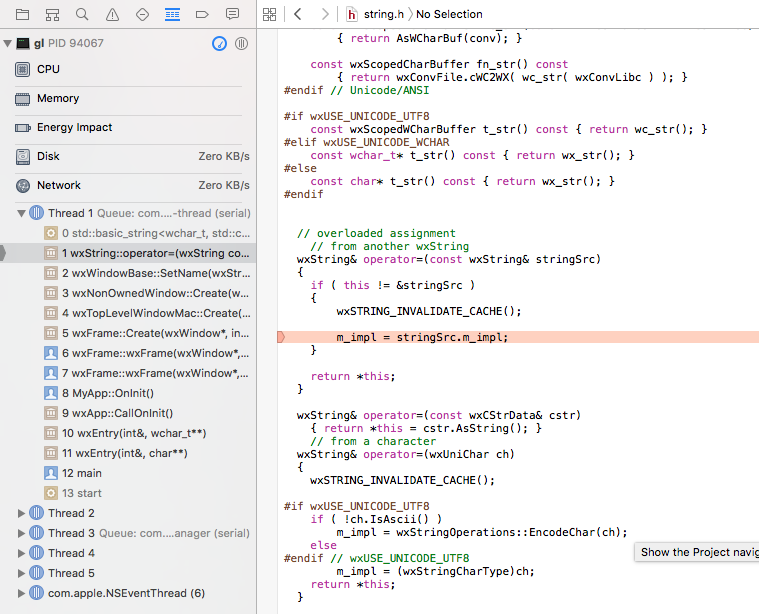 string.h No Selection
gl PID 94067
CPU
Memory
Energy Impact
Disk Zero KB/s
Network Zero KB/s
Thread 1 Queue: com....-thread (serial)
0 std::basic_string<wchar_t, std::c...
1 wxString::operator=(wxString co...
2 wxWindowBase::SetName(wxStr...
3 wxNonOwnedWindow::Create(w...
4 wxTopLevelWindowMac::Create(...
5 wxFrame::Create(wxWindow*, in...
6 wxFrame::wxFrame(wxWindow*,...
7 wxFrame::wxFrame(wxWindow*,...
8 MyApp::OnInit()
9 wxApp::CallOnInit()
10 wxEntry(int&, wchar_t**)
11 wxEntry(int&, char**)
12 main
13 start
Thread 2
Thread 3 Queue: com....anager (serial)
Thread 4
Thread 5
com.apple.NSEventThread (6)
{ return AsWCharBuf(conv); }
const wxScopedCharBuffer fn_str() const
{ return wxConvFile.cWC2WX( wc_str( wxConvLibc ) ); }
#endif // Unicode/ANSI
#if wxUSE_UNICODE_UTF8
const wxScopedWCharBuffer t_str() const { return wc_str(); }
#elif wxUSE_UNICODE_WCHAR
const wchar_t* t_str() const { return wx_str(); }
#else
const char* t_str() const { return wx_str(); }
#endif
// overloaded assignment
// from another wxString
wxString& operator=(const wxString& stringSrc)
{
if ( this != &stringSrc )
{
wxSTRING_INVALIDATE_CACHE();
m_impl = stringSrc.m_impl;
}
return *this;
}
wxString& operator=(const wxCStrData& cstr)
{ return *this = cstr.AsString(); }
// from a character
wxString& operator=(wxUniChar ch)
{
wxSTRING_INVALIDATE_CACHE();
#if wxUSE_UNICODE_UTF8
if ( !ch.IsAscii() )
m_impl = wxStringOperations::EncodeChar(ch);
else
#endif // wxUSE_UNICODE_UTF8
m_impl = (wxStringCharType)ch;
return *this;
}
Show the Project navig